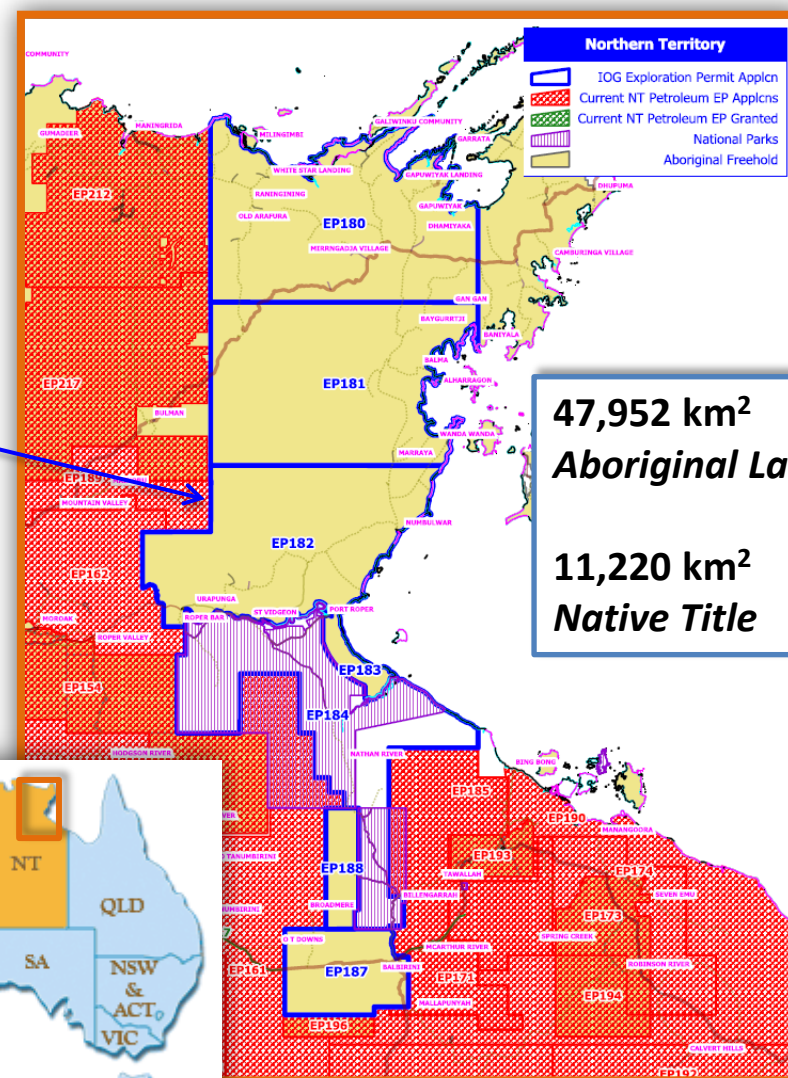 Northern Territory
IOG Exploration Permit Applcn
Current NT Petroleum EP Applcns
Current NT Petroleum EP Granted
National Parks
Aboriginal Freehold
COMMUNITY
GUMADEER
MANINGRIDA
MILINGIMBI
GALIWINKU COMMUNITY
GARRATA
WHITE STAR LANDING
GAPUWIYAK LANDING
DHUPUMA
EP212
RANINGINING
GAPUWIYAK
OLD ARAFURA
EP180
DHAMIYAKA
MIRRNGADJA VILLAGE
CAMBURINGA VILLAGE
GAN GAN
BAYGURRTJI
BANIYALA
BALMA
EP217
EP181
ALHARRAGON
BULMAN
WANDA WANDA
MARRAYA
47,952 km²
Aboriginal La
11,220 km²
Native Title
EP189
MOUNTAIN VALLEY
NUMBULWAR
EP182
EP162
URAPUNGA
ST VIDGEON
PORT ROPER
MOROAK
ROPER BAR
ROPER VALLEY
EP183
EP154
EP184
HODGSON RIVER
NATHAN RIVER
BING BONG
EP185
EP190
MANANGOORA
TANUMBIRINI
EP193
EP188
TAWALLAH
EP174
BILLENGARRAH
SEVEN EMU
BROADMERE
EP173
SPRING CREEK
O T DOWNS
MCARTHUR RIVER
BALBIRINI
ROBINSON RIVER
EP161
EP187
EP171
MALLAPUNYAH
EP194
EP196
CALVERT HILLS
EP192
NT
QLD
SA
NSW
&
ACT
VIC